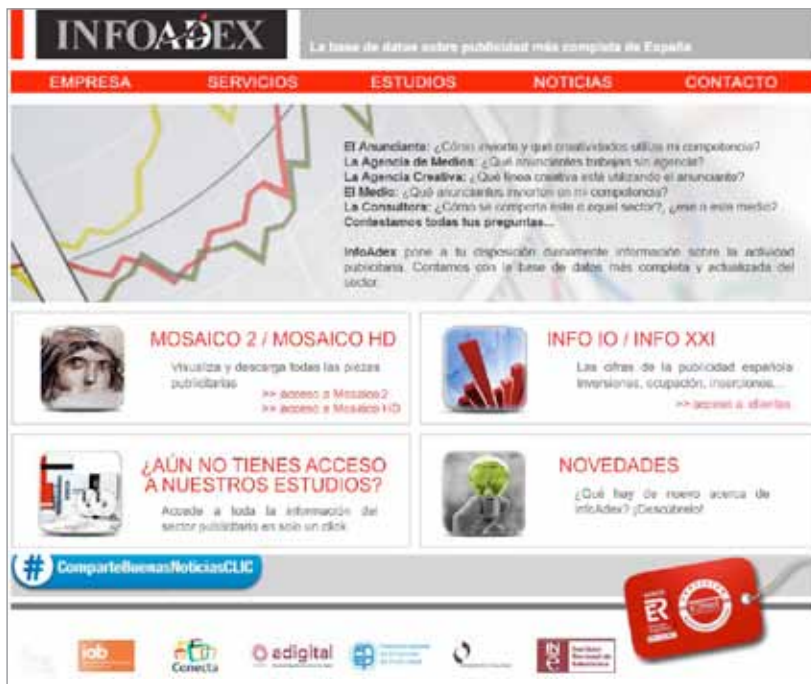 INFOADEX
La base de datos sobre publicidad más completa de España
EMPRESA SERVICIOS ESTUDIOS NOTICIAS CONTACTO
El Anunciante: ¿Cómo invierte y qué creatividades utiliza mi competencia?
La Agencia de Medios: ¿Qué anunciantes trabajan sin agencia?
La Agencia Creativa: ¿Qué línea creativa está utilizando el anunciante?
El Medio: ¿Qué anunciantes invierten en mi competencia?
La Consultora: ¿Cómo se comporta éste o aquel sector?, ¿ese o este medio?
Contestamos todas tus preguntas...
InfoAdex pone a tu disposición diariamente información sobre la actividad
publicitaria. Contamos con la base de datos más completa y actualizada del
sector.
MOSAICO 2 / MOSAICO HD
Visualiza y descarga todas las piezas
publicitarias
>> acceso a Mosaico2
>> acceso a Mosaico HD
INFO IO / INFO XXI
Las cifras de la publicidad española
Inversiones, ocupación, inserciones...
>> acceso a clientes
¿AÚN NO TIENES ACCESO
A NUESTROS ESTUDIOS?
Accede a toda la información del
sector publicitario en solo un click
NOVEDADES
¿Qué hay de nuevo acerca de
InfoAdex? ¡Descúbrelo!
# ComparteBuenasNoticiasCLIC
ER
iab
Conecta
adigital